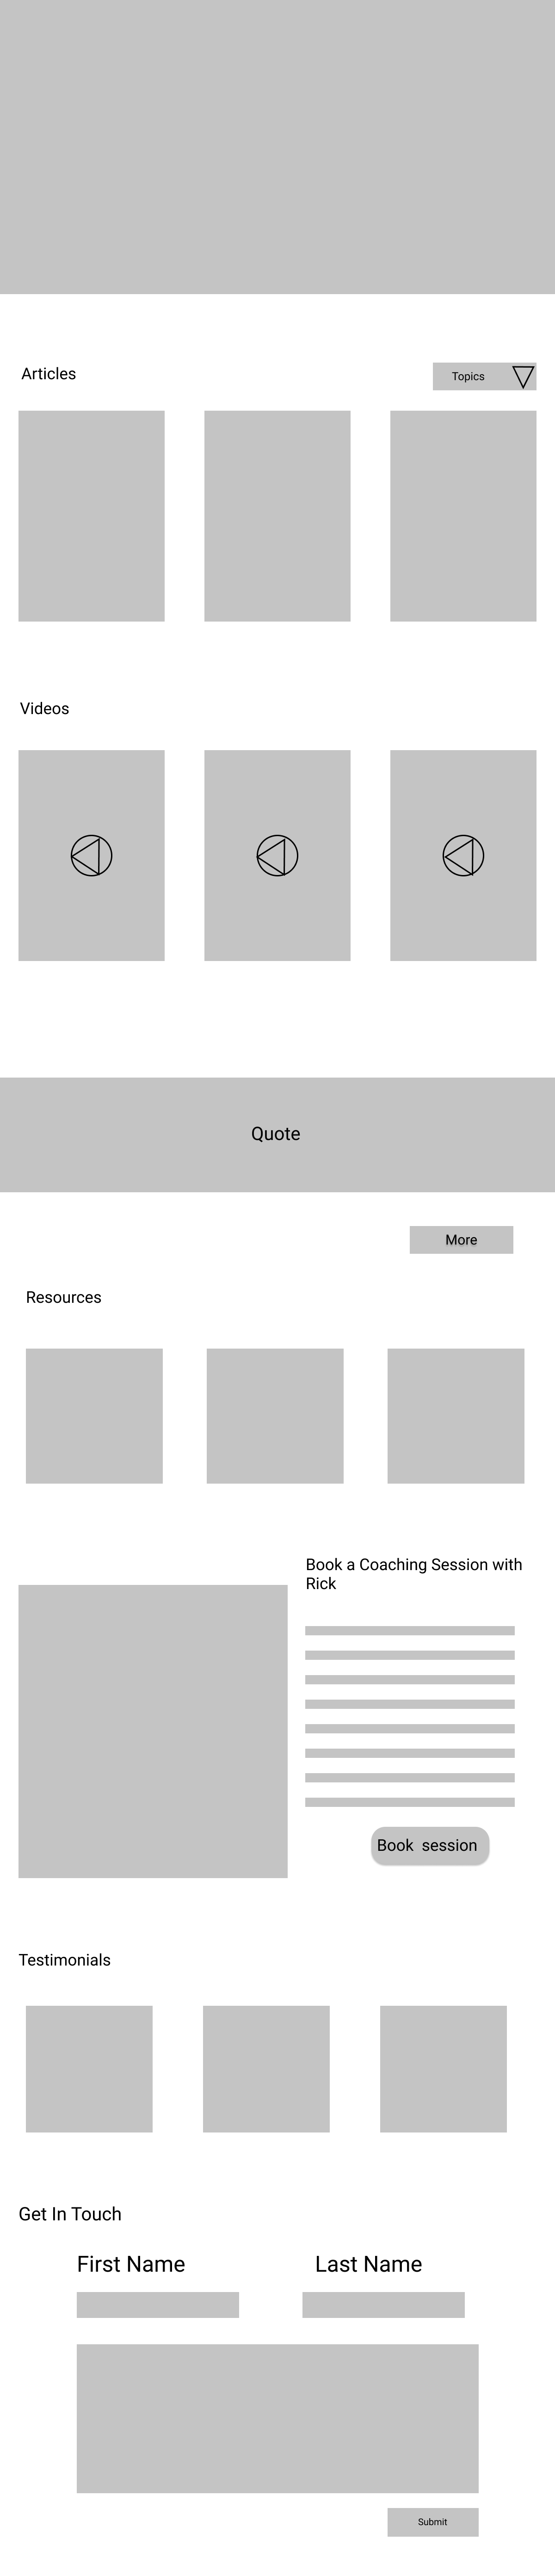 Articles
Topics
Videos
Quote
More
Resources
Book a Coaching Session with
Rick
Book session
Testimonials
Get In Touch
First Name
Last Name
Submit